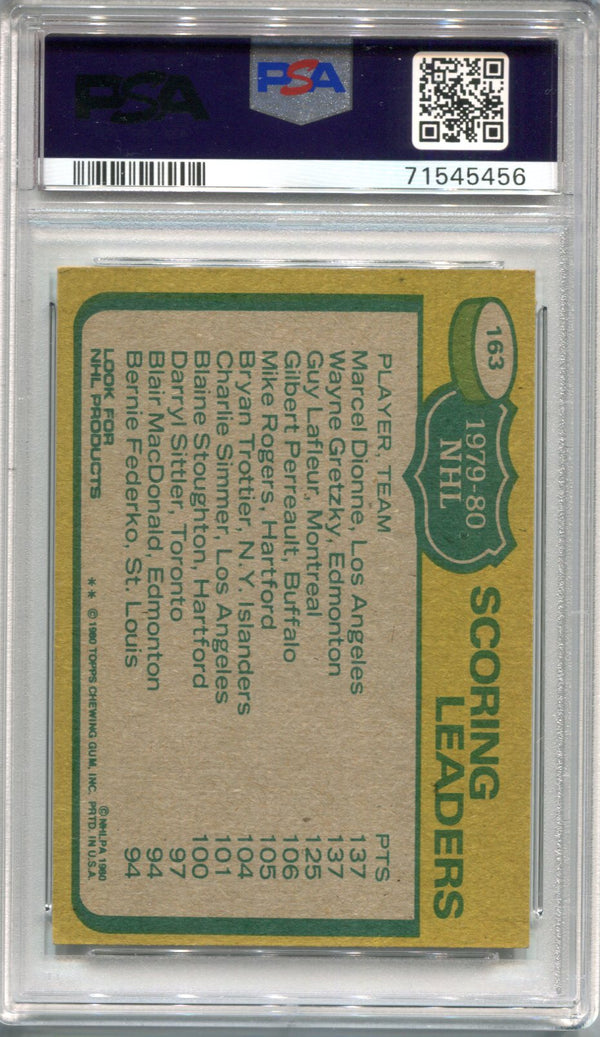 PSA
PSA
71545456
163
1979-80
NHL
SCORING
LEADERS
PLAYER, TEAM PTS
Marcel Dionne, Los Angeles 137
Wayne Gretzky, Edmonton 137
Guy Lafleur, Montreal 125
Gilbert Perreault, Buffalo 106
Mike Rogers, Hartford 105
Bryan Trottier, N.Y. Islanders 104
Charlie Simmer, Los Angeles 101
Blaine Stoughton, Hartford 100
Darryl Sittler, Toronto 97
Blair MacDonald, Edmonton 94
Bernie Federko, St. Louis 94
LOOK FOR
NHL PRODUCTS
© NHLPA 1980
** © 1980 TOPPS CHEWING GUM, INC. PRTD. IN U.S.A.